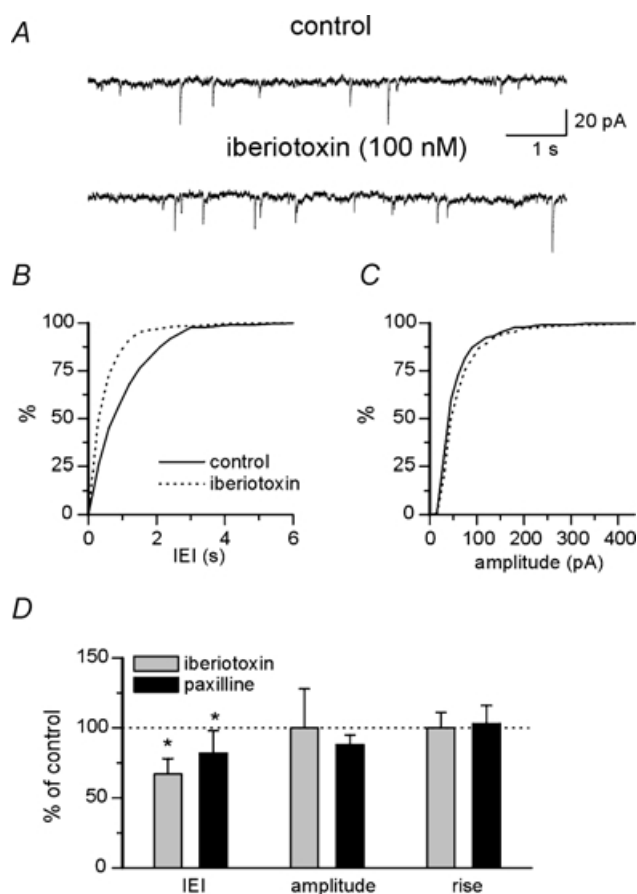 A
control
20 pA
1 s
iberiotoxin (100 nM)
B
C
100
75
50
25
0
%
control
iberiotoxin
0 2 4 6
IEI (s)
100
75
50
25
0
%
0 100 200 300 400
amplitude (pA)
D
150
100
50
0
% of control
iberiotoxin
paxilline
* *
IEI amplitude rise